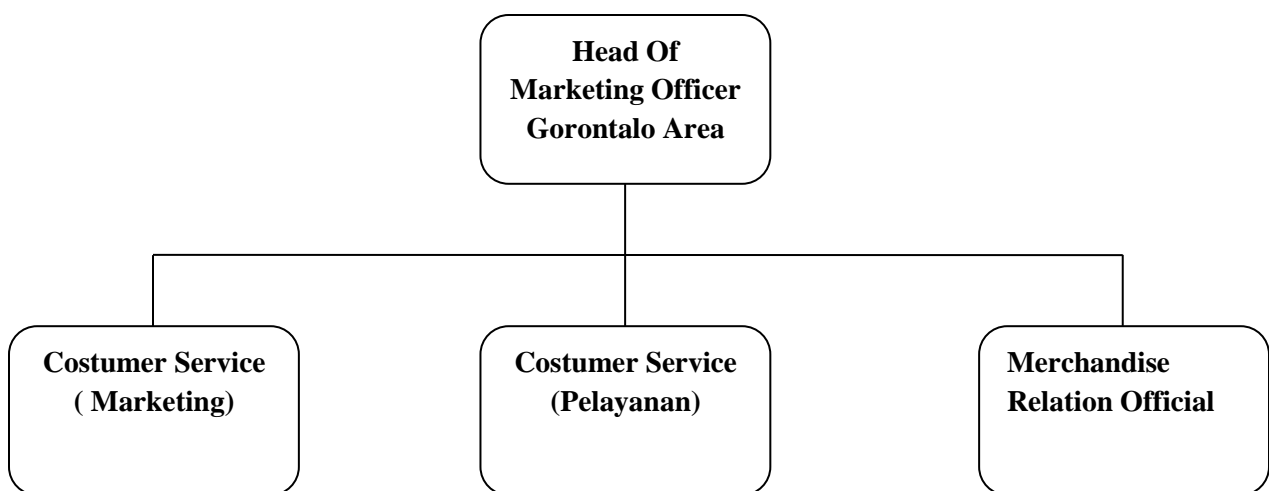 Head Of
Marketing Officer
Gorontalo Area
Costumer Service
( Marketing)
Costumer Service
(Pelayanan)
Merchandise
Relation Official